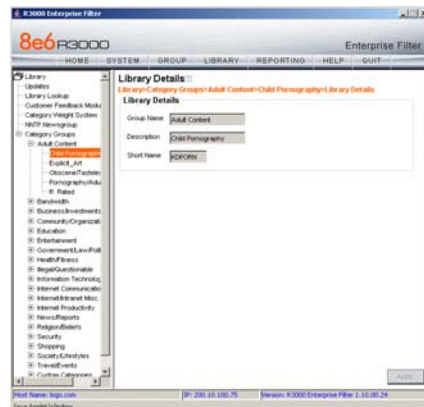 R3000 Enterprise Filter
8e6 R3000
Enterprise Filter
HOME SYSTEM GROUP LIBRARY REPORTING HELP QUIT
Library
Updates
Library Lookup
Customer Feedback Modu
Category Weight System
NNTP Newsgroup
Category Groups
Adult Content
Child Pornography
Explicit_Art
Obscene/Tasteles
Pornography/Adu
R_Rated
Bandwidth
Business/Investments
Community/Organizati
Education
Entertainment
Government/Law/Polit
Health/Fitness
Illegal/Questionable
Information Technolog
Internet Communicatio
Internet/Intranet Misc.
Internet Productivity
News/Reports
Religion/Beliefs
Security
Shopping
Society/Lifestyles
Travel/Events
Custom Categories
Library Details
Library>Category Groups>Adult Content>Child Pornography>Library Details
Library Details
Group Name Adult Content
Description Child Pornography
Short Name KDPORN
Apply
Host Name: logo.com IP: 200.10.100.75 Version: R3000 Enterprise Filter 1.10.00.24
Java Applet Window